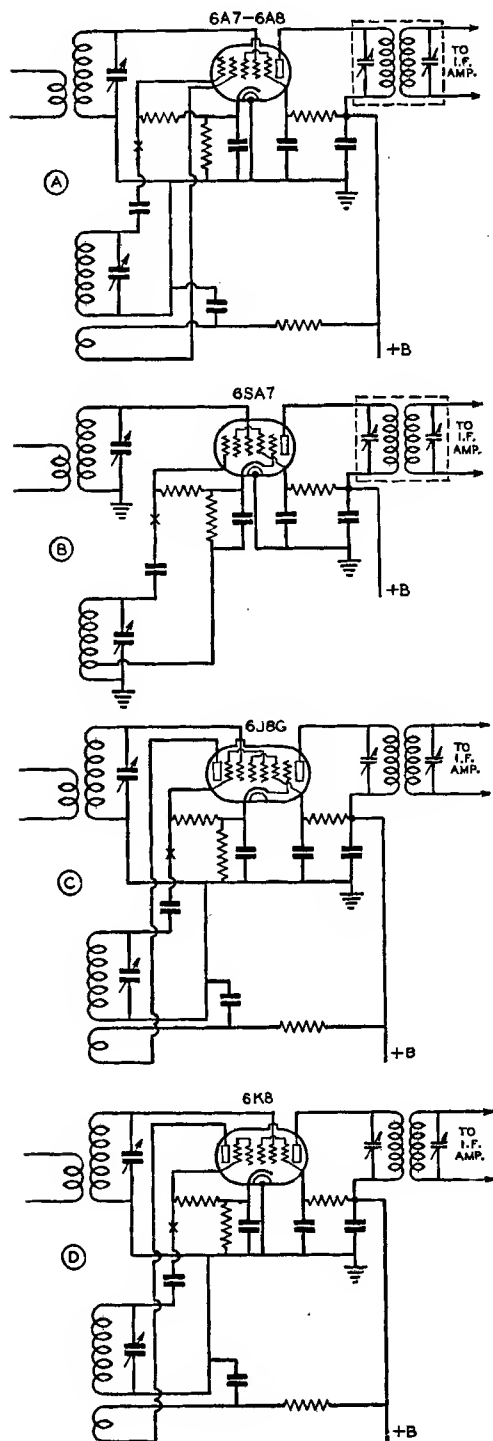 6A7-6A8
TO
I.F.
AMP.
A
+B
6SA7
TO
I.F.
AMP.
B
+B
6J8G
TO
I.F.
AMP.
C
+B
6K8
TO
I.F.
AMP.
D
+B